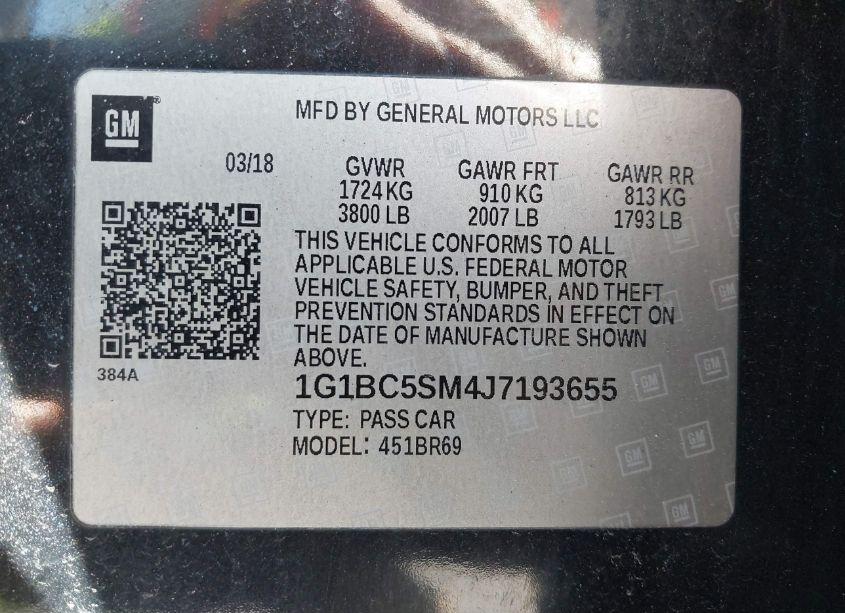 GM
MFD BY GENERAL MOTORS LLC
03/18 GVWR GAWR FRT GAWR RR
1724 KG 910 KG 813 KG
3800 LB 2007 LB 1793 LB
THIS VEHICLE CONFORMS TO ALL
APPLICABLE U.S. FEDERAL MOTOR
VEHICLE SAFETY, BUMPER, AND THEFT
PREVENTION STANDARDS IN EFFECT ON
THE DATE OF MANUFACTURE SHOWN
ABOVE.
384A
1G1BC5SM4J7193655
TYPE: PASS CAR
MODEL: 451BR69